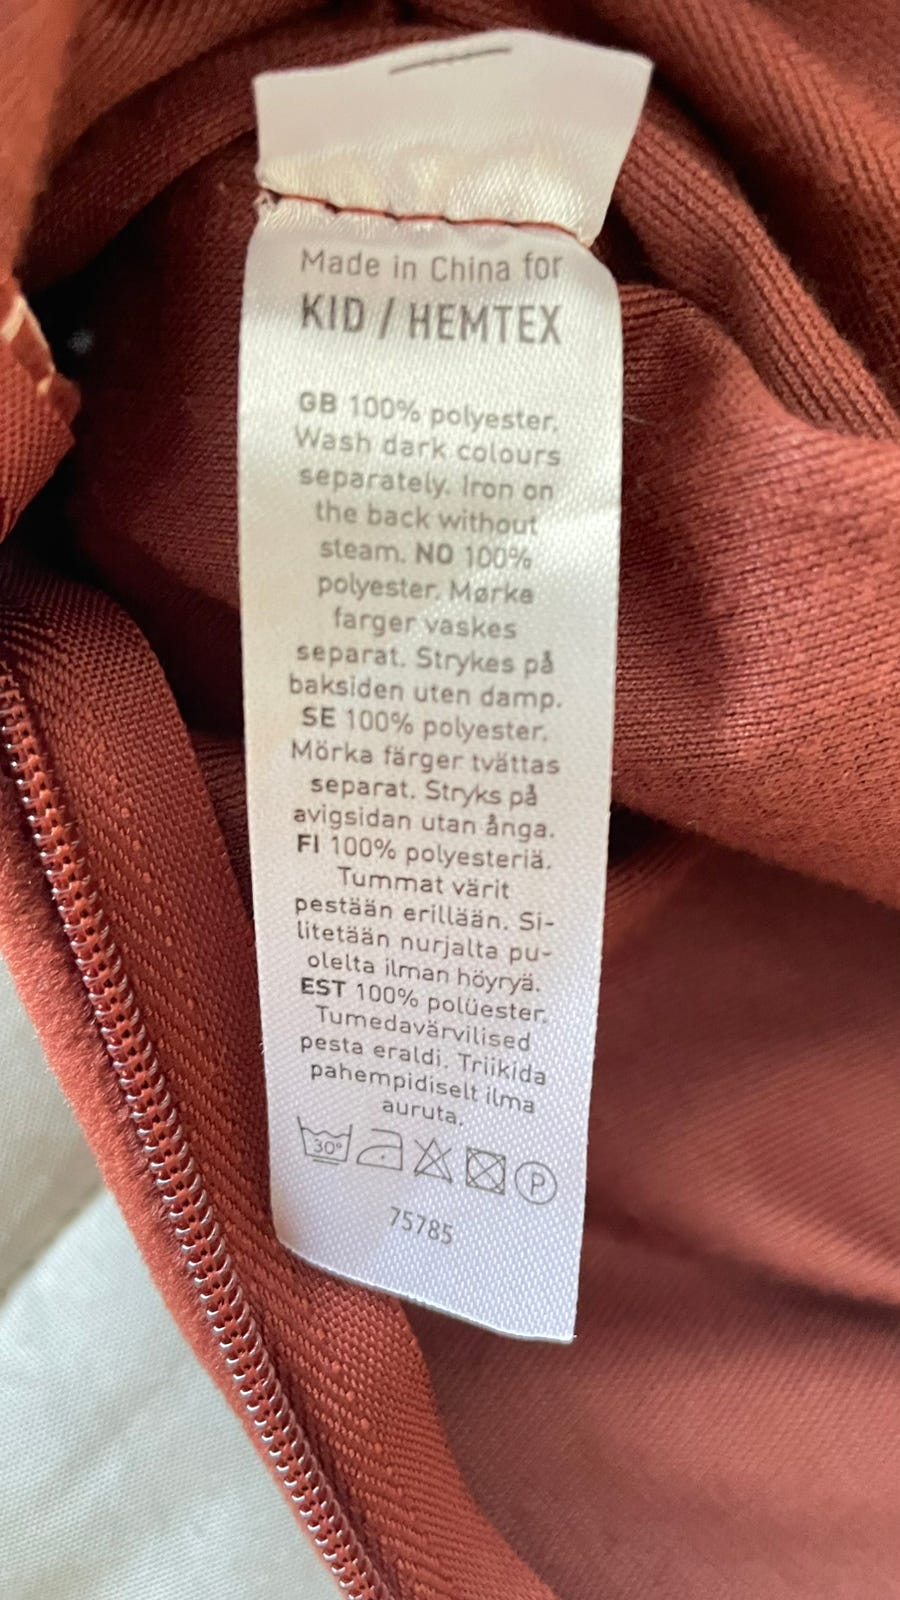 Made in China for
KID / HEMTEX
GB 100% polyester.
Wash dark colours
separately. Iron on
the back without
steam. NO 100%
polyester. Mørke
farger vaskes
separat. Strykes på
baksiden uten damp.
SE 100% polyester.
Mörka färger tvättas
separat. Stryks på
avigsidan utan ånga.
FI 100% polyesteriä.
Tummat värit
pestään erillään. Si-
litetään nurjalta pu-
olelta ilman höyryä.
EST 100% polüester.
Tumedavärvilised
pesta eraldi. Triikida
pahempidiselt ilma
auruta.
30° P
75785